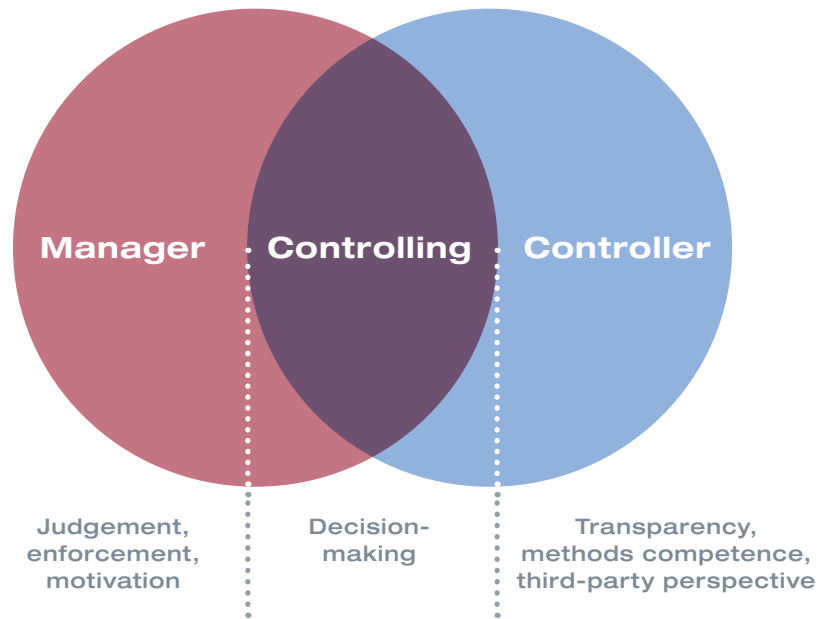 Manager
Controlling
Controller
Judgement,
enforcement,
motivation
Decision-
making
Transparency,
methods competence,
third-party perspective